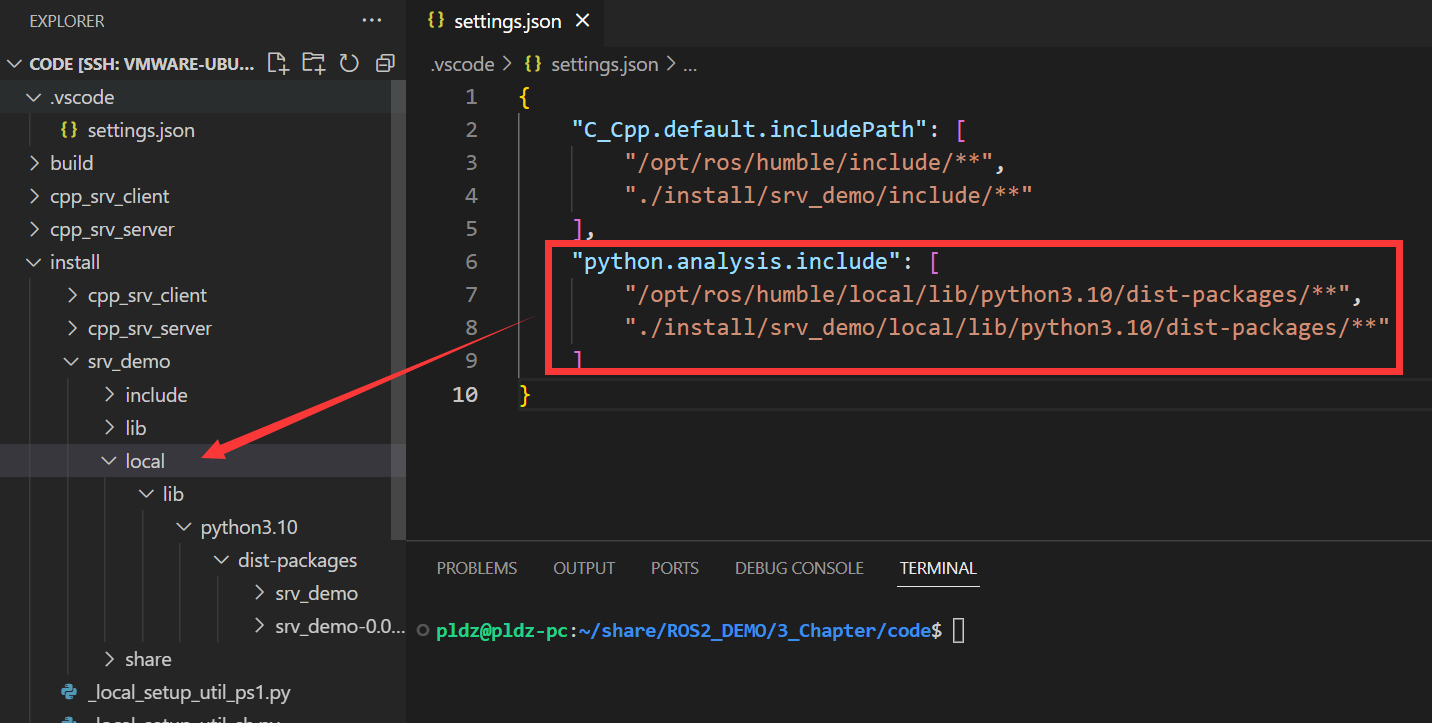 EXPLORER
CODE [SSH: VMWARE-UBU...
.vscode
settings.json
build
cpp_srv_client
cpp_srv_server
install
cpp_srv_client
cpp_srv_server
srv_demo
include
lib
local
lib
python3.10
dist-packages
srv_demo
srv_demo-0.0...
share
_local_setup_util_ps1.py
_local_setup_util_sh.py
{} settings.json
.vscode > {} settings.json > ...
1 {
2 "C_Cpp.default.includePath": [
3 "/opt/ros/humble/include/**",
4 "./install/srv_demo/include/**"
5 ],
6 "python.analysis.include": [
7 "/opt/ros/humble/local/lib/python3.10/dist-packages/**",
8 "./install/srv_demo/local/lib/python3.10/dist-packages/**"
9 ]
10 }
PROBLEMS OUTPUT PORTS DEBUG CONSOLE TERMINAL
pldz@pldz-pc:~/share/ROS2_DEMO/3_Chapter/code$